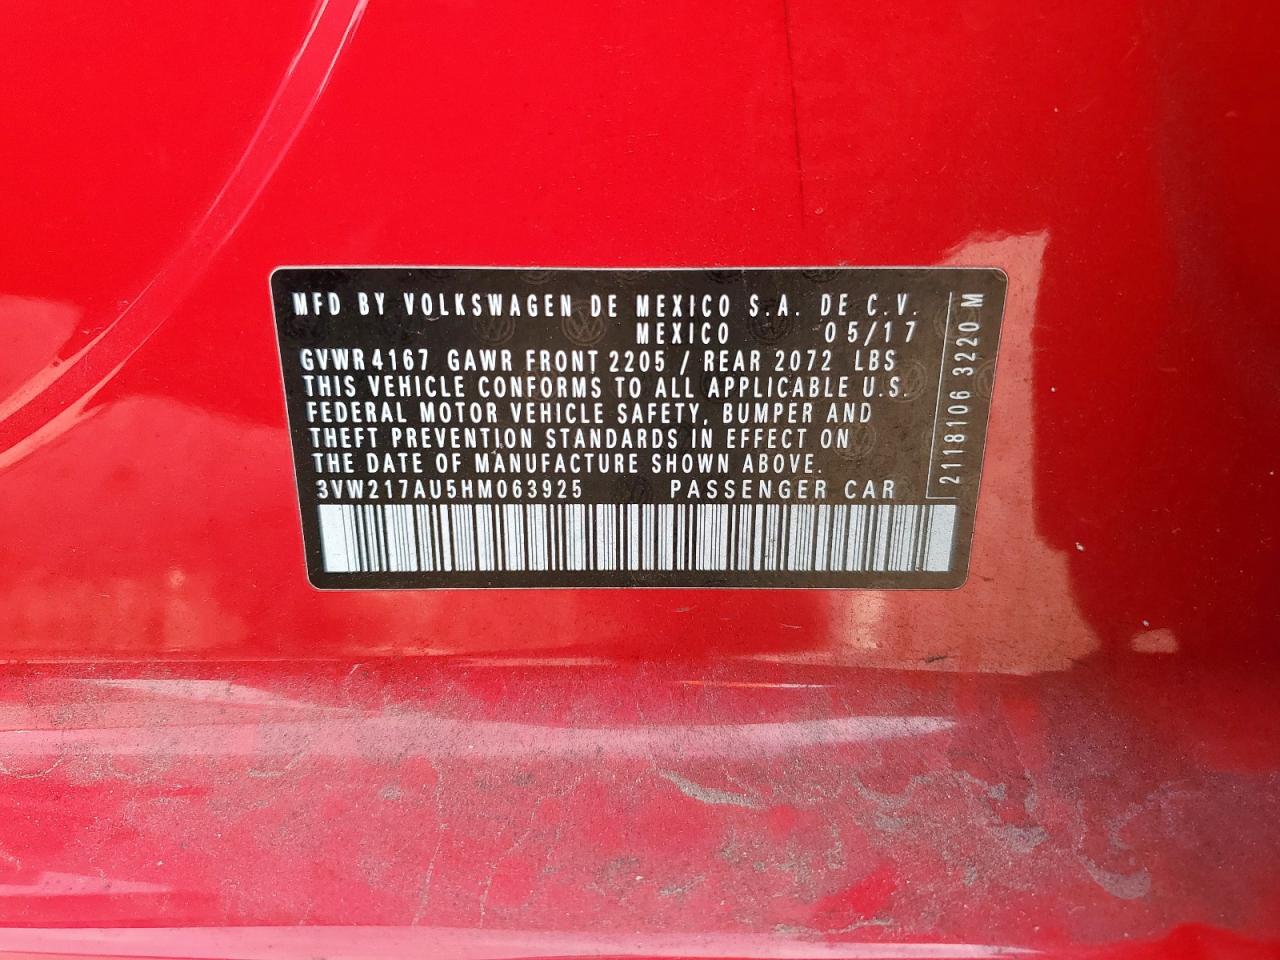 MFD BY VOLKSWAGEN DE MEXICO S.A. DE C.V.
MEXICO 05/17
GVWR 4167 GAWR FRONT 2205 / REAR 2072 LBS
THIS VEHICLE CONFORMS TO ALL APPLICABLE U.S.
FEDERAL MOTOR VEHICLE SAFETY, BUMPER AND
THEFT PREVENTION STANDARDS IN EFFECT ON
THE DATE OF MANUFACTURE SHOWN ABOVE.
3VW217AU5HM063925 PASSENGER CAR
2118106 3220 M